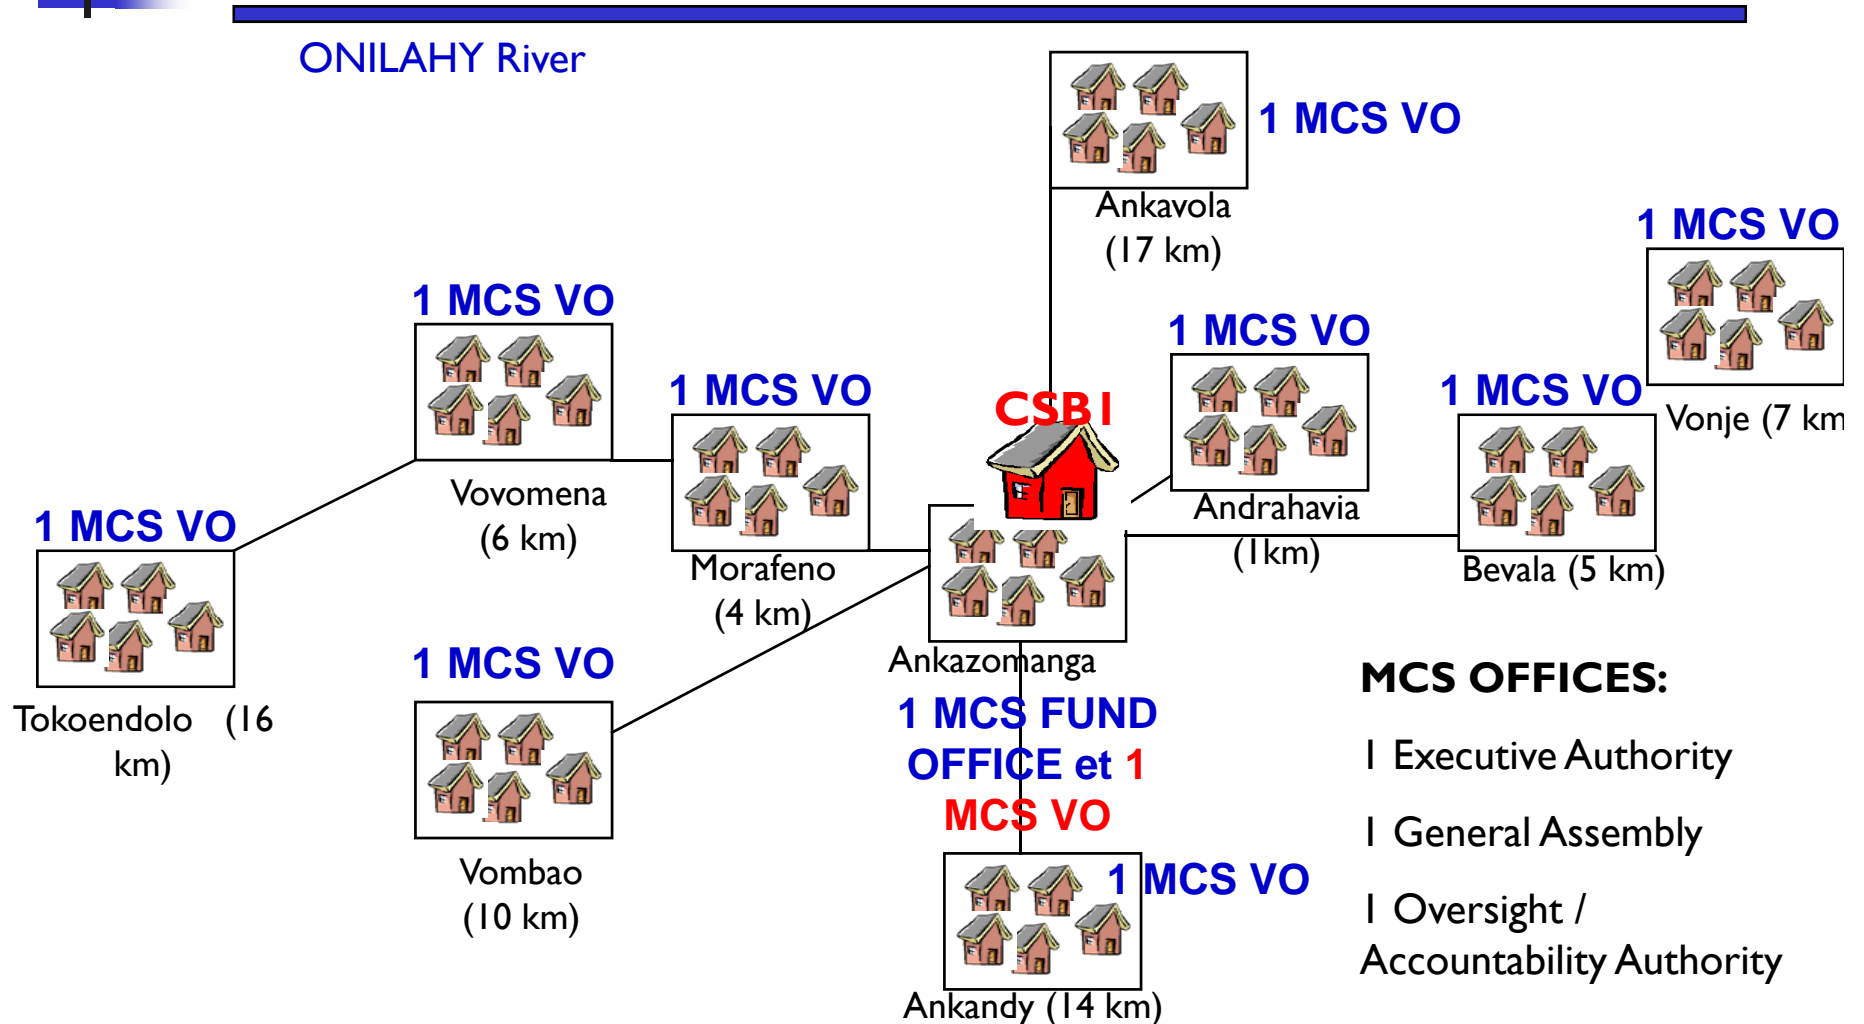 ONILAHY River
1 MCS VO
Ankavola
(17 km)
1 MCS VO
Vonje (7 km
1 MCS VO
Vovomena
(6 km)
1 MCS VO
Andrahavia
(1km)
1 MCS VO
Morafeno
(4 km)
CSB1
1 MCS VO
Bevala (5 km)
1 MCS VO
Tokoendolo (16
km)
1 MCS VO
Vombao
(10 km)
Ankazomanga
1 MCS FUND
OFFICE et 1
MCS VO
1 MCS VO
Ankandy (14 km)
MCS OFFICES:
1 Executive Authority
1 General Assembly
1 Oversight /
Accountability Authority